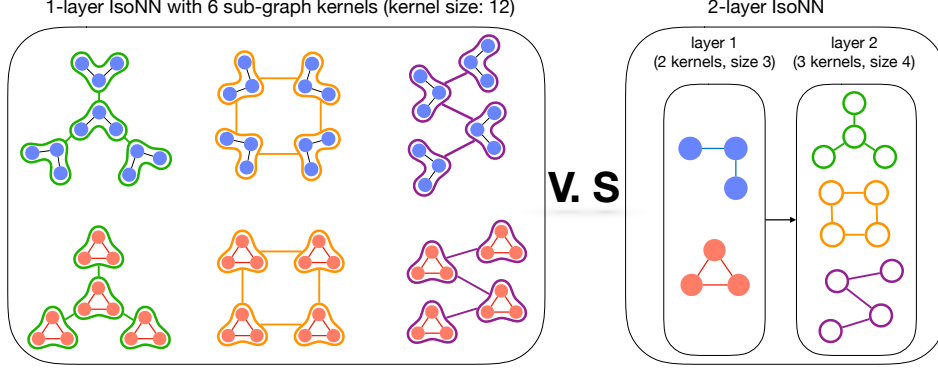 1-layer IsoNN with 6 sub-graph kernels (kernel size: 12)
V. S
2-layer IsoNN
layer 1
(2 kernels, size 3)
layer 2
(3 kernels, size 4)